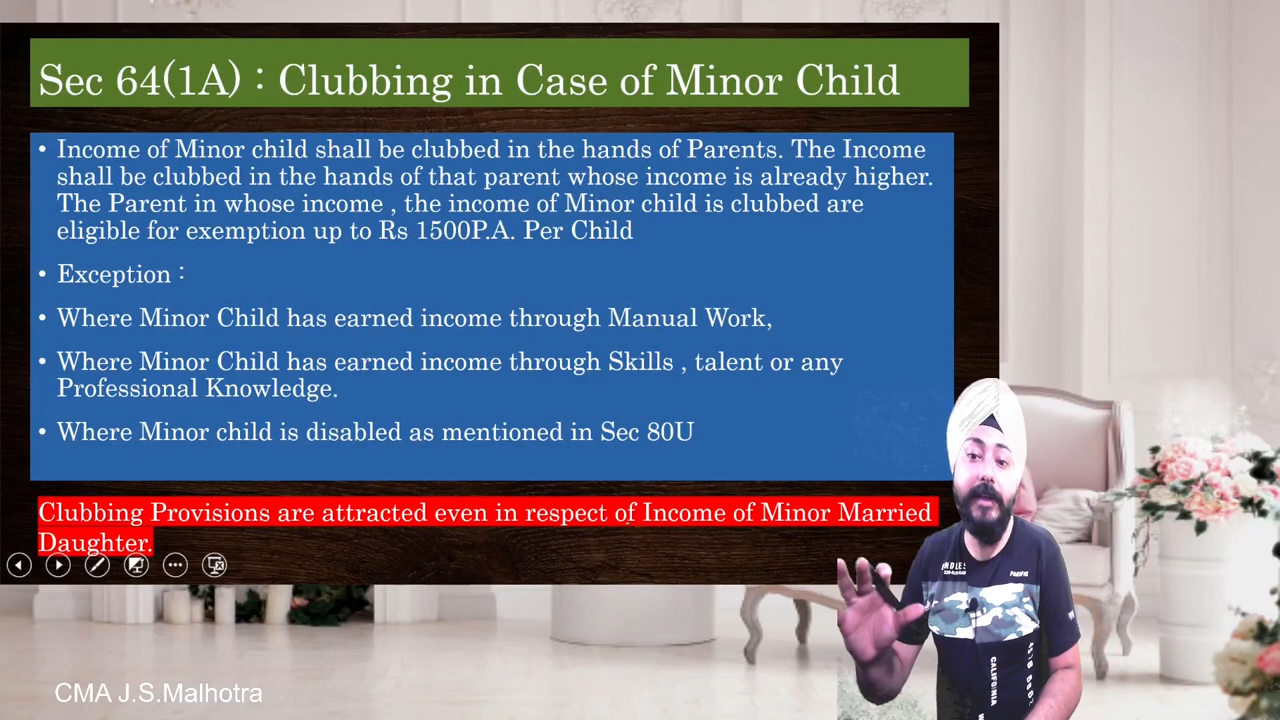 Sec 64(1A) : Clubbing in Case of Minor Child
• Income of Minor child shall be clubbed in the hands of Parents. The Income
shall be clubbed in the hands of that parent whose income is already higher.
The Parent in whose income , the income of Minor child is clubbed are
eligible for exemption up to Rs 1500P.A. Per Child
• Exception :
• Where Minor Child has earned income through Manual Work,
• Where Minor Child has earned income through Skills , talent or any
Professional Knowledge.
• Where Minor child is disabled as mentioned in Sec 80U
Clubbing Provisions are attracted even in respect of Income of Minor Married
Daughter.
PACIFIC
CALIFORNIA
CMA J.S.Malhotra